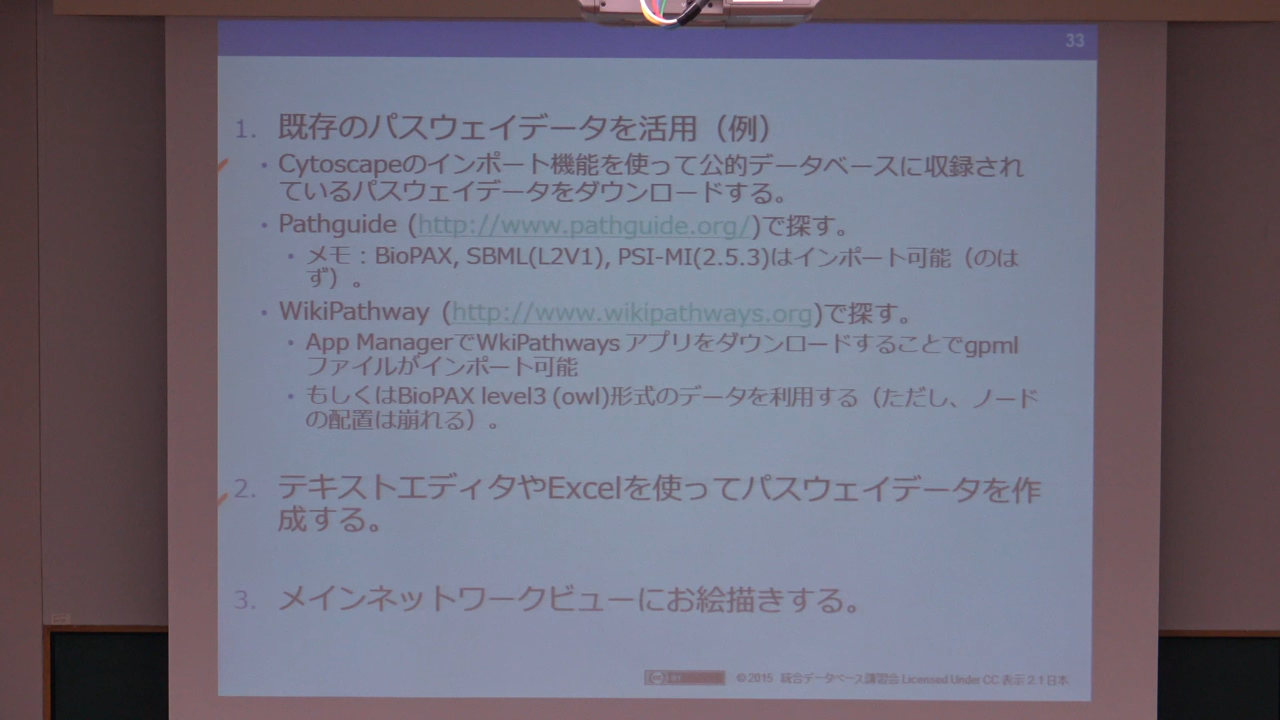 33
1. 既存のパスウェイデータを活用（例）
・Cytoscapeのインポート機能を使って公的データベースに収録され
ているパスウェイデータをダウンロードする。
・Pathguide (http://www.pathguide.org/)で探す。
・メモ：BioPAX, SBML(L2V1), PSI-MI(2.5.3)はインポート可能（のは
ず）。
・WikiPathway (http://www.wikipathways.org)で探す。
・App ManagerでWkiPathways アプリをダウンロードすることでgpml
ファイルがインポート可能
・もしくはBioPAX level3 (owl)形式のデータを利用する（ただし、ノード
の配置は崩れる）。
2. テキストエディタやExcelを使ってパスウェイデータを作
成する。
3. メインネットワークビューにお絵描きする。
cc BY © 2015 統合データベース講習会 Licensed Under CC 表示 2.1 日本